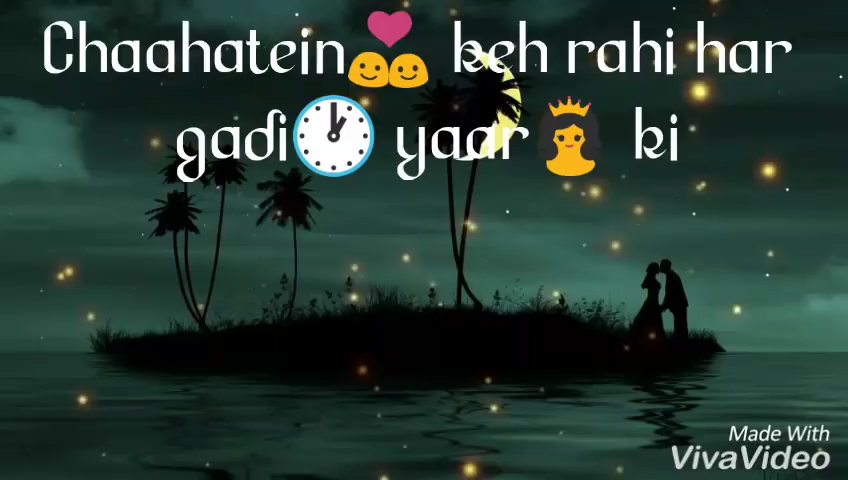 Chaahatein💑 keh rahi har
gadi🕐 yaar👸 ki
Made With
VivaVideo